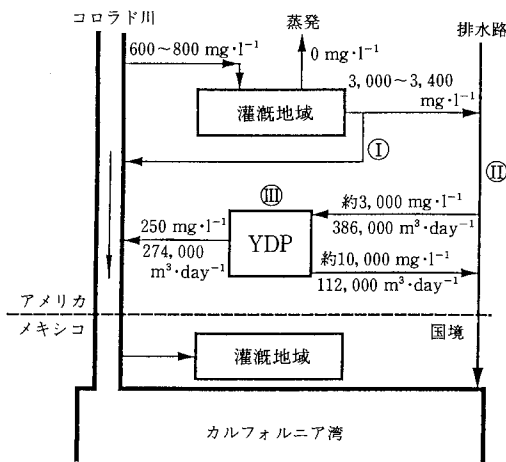 コロラド川
蒸発
排水路
600～800 mg·l⁻¹
0 mg·l⁻¹
3,000～3,400
mg·l⁻¹
灌漑地域
Ⓘ
Ⅱ
Ⅲ
約3,000 mg·l⁻¹
386,000 m³·day⁻¹
250 mg·l⁻¹
274,000
m³·day⁻¹
YDP
約10,000 mg·l⁻¹
112,000 m³·day⁻¹
アメリカ
メキシコ
国境
灌漑地域
カルフォルニア湾